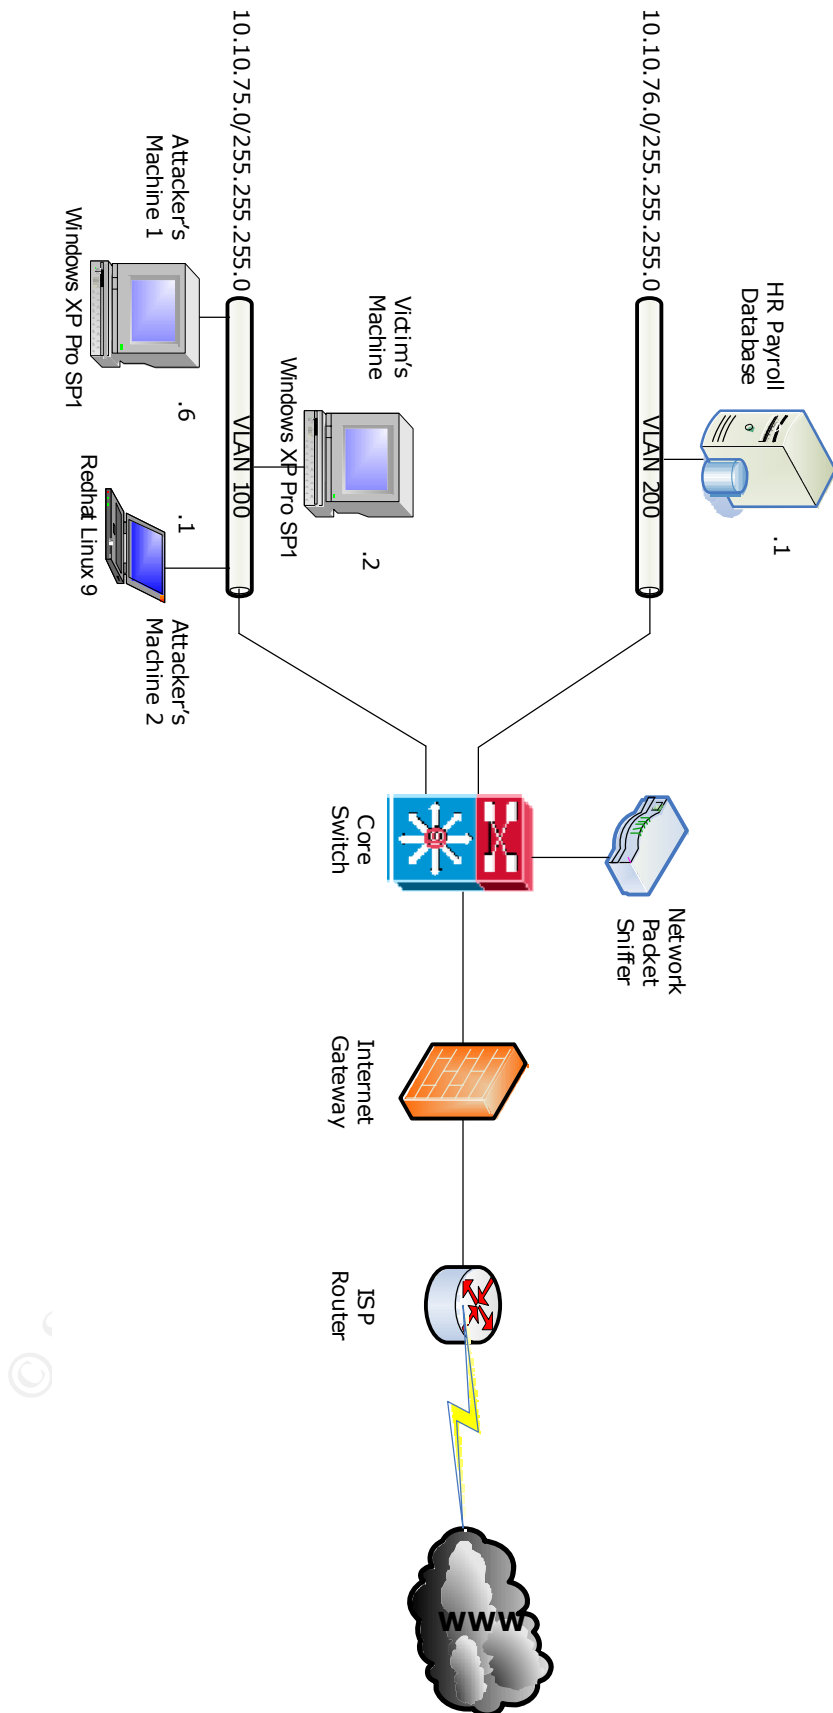 10.10.76.0/255.255.255.0
HR Payroll
Database
.1
VLAN 200
10.10.75.0/255.255.255.0
Victim's
Machine
Windows XP Pro SP1
.2
VLAN 100
Attacker's
Machine 1
Windows XP Pro SP1
.6
.1
Redhat Linux 9
Attacker's
Machine 2
Network
Packet
Sniffer
Core
Switch
Internet
Gateway
ISP
Router
WWW
©